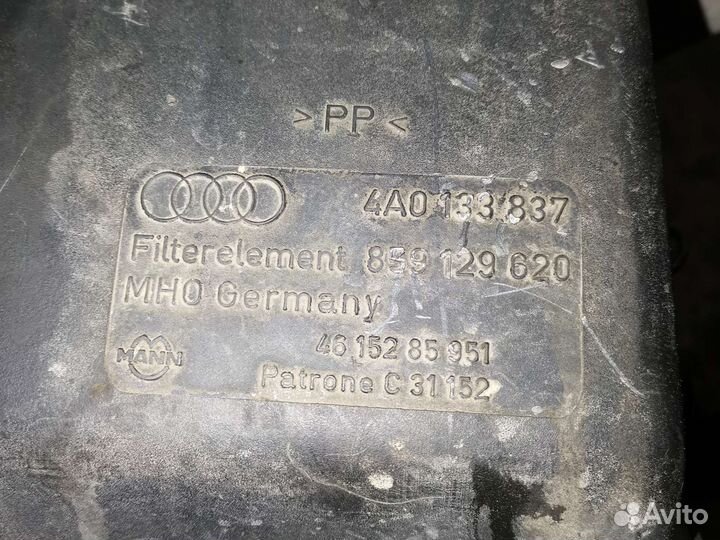 >PP<
4A0 133 837
Filterelement 859 129 620
MHO Germany
MANN
46 152 85 951
Patrone C 31 152
Avito